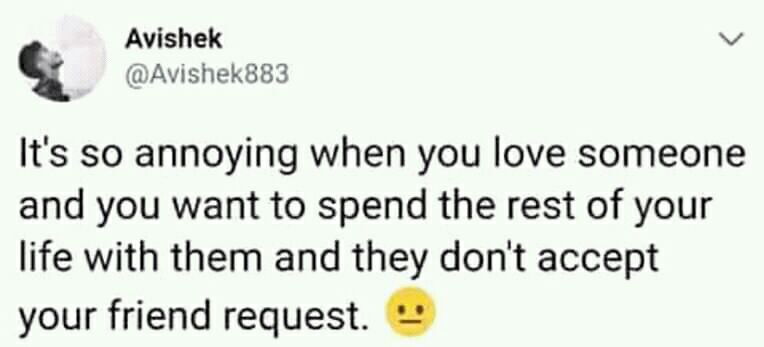 Avishek
@Avishek883
It's so annoying when you love someone
and you want to spend the rest of your
life with them and they don't accept
your friend request. 😐